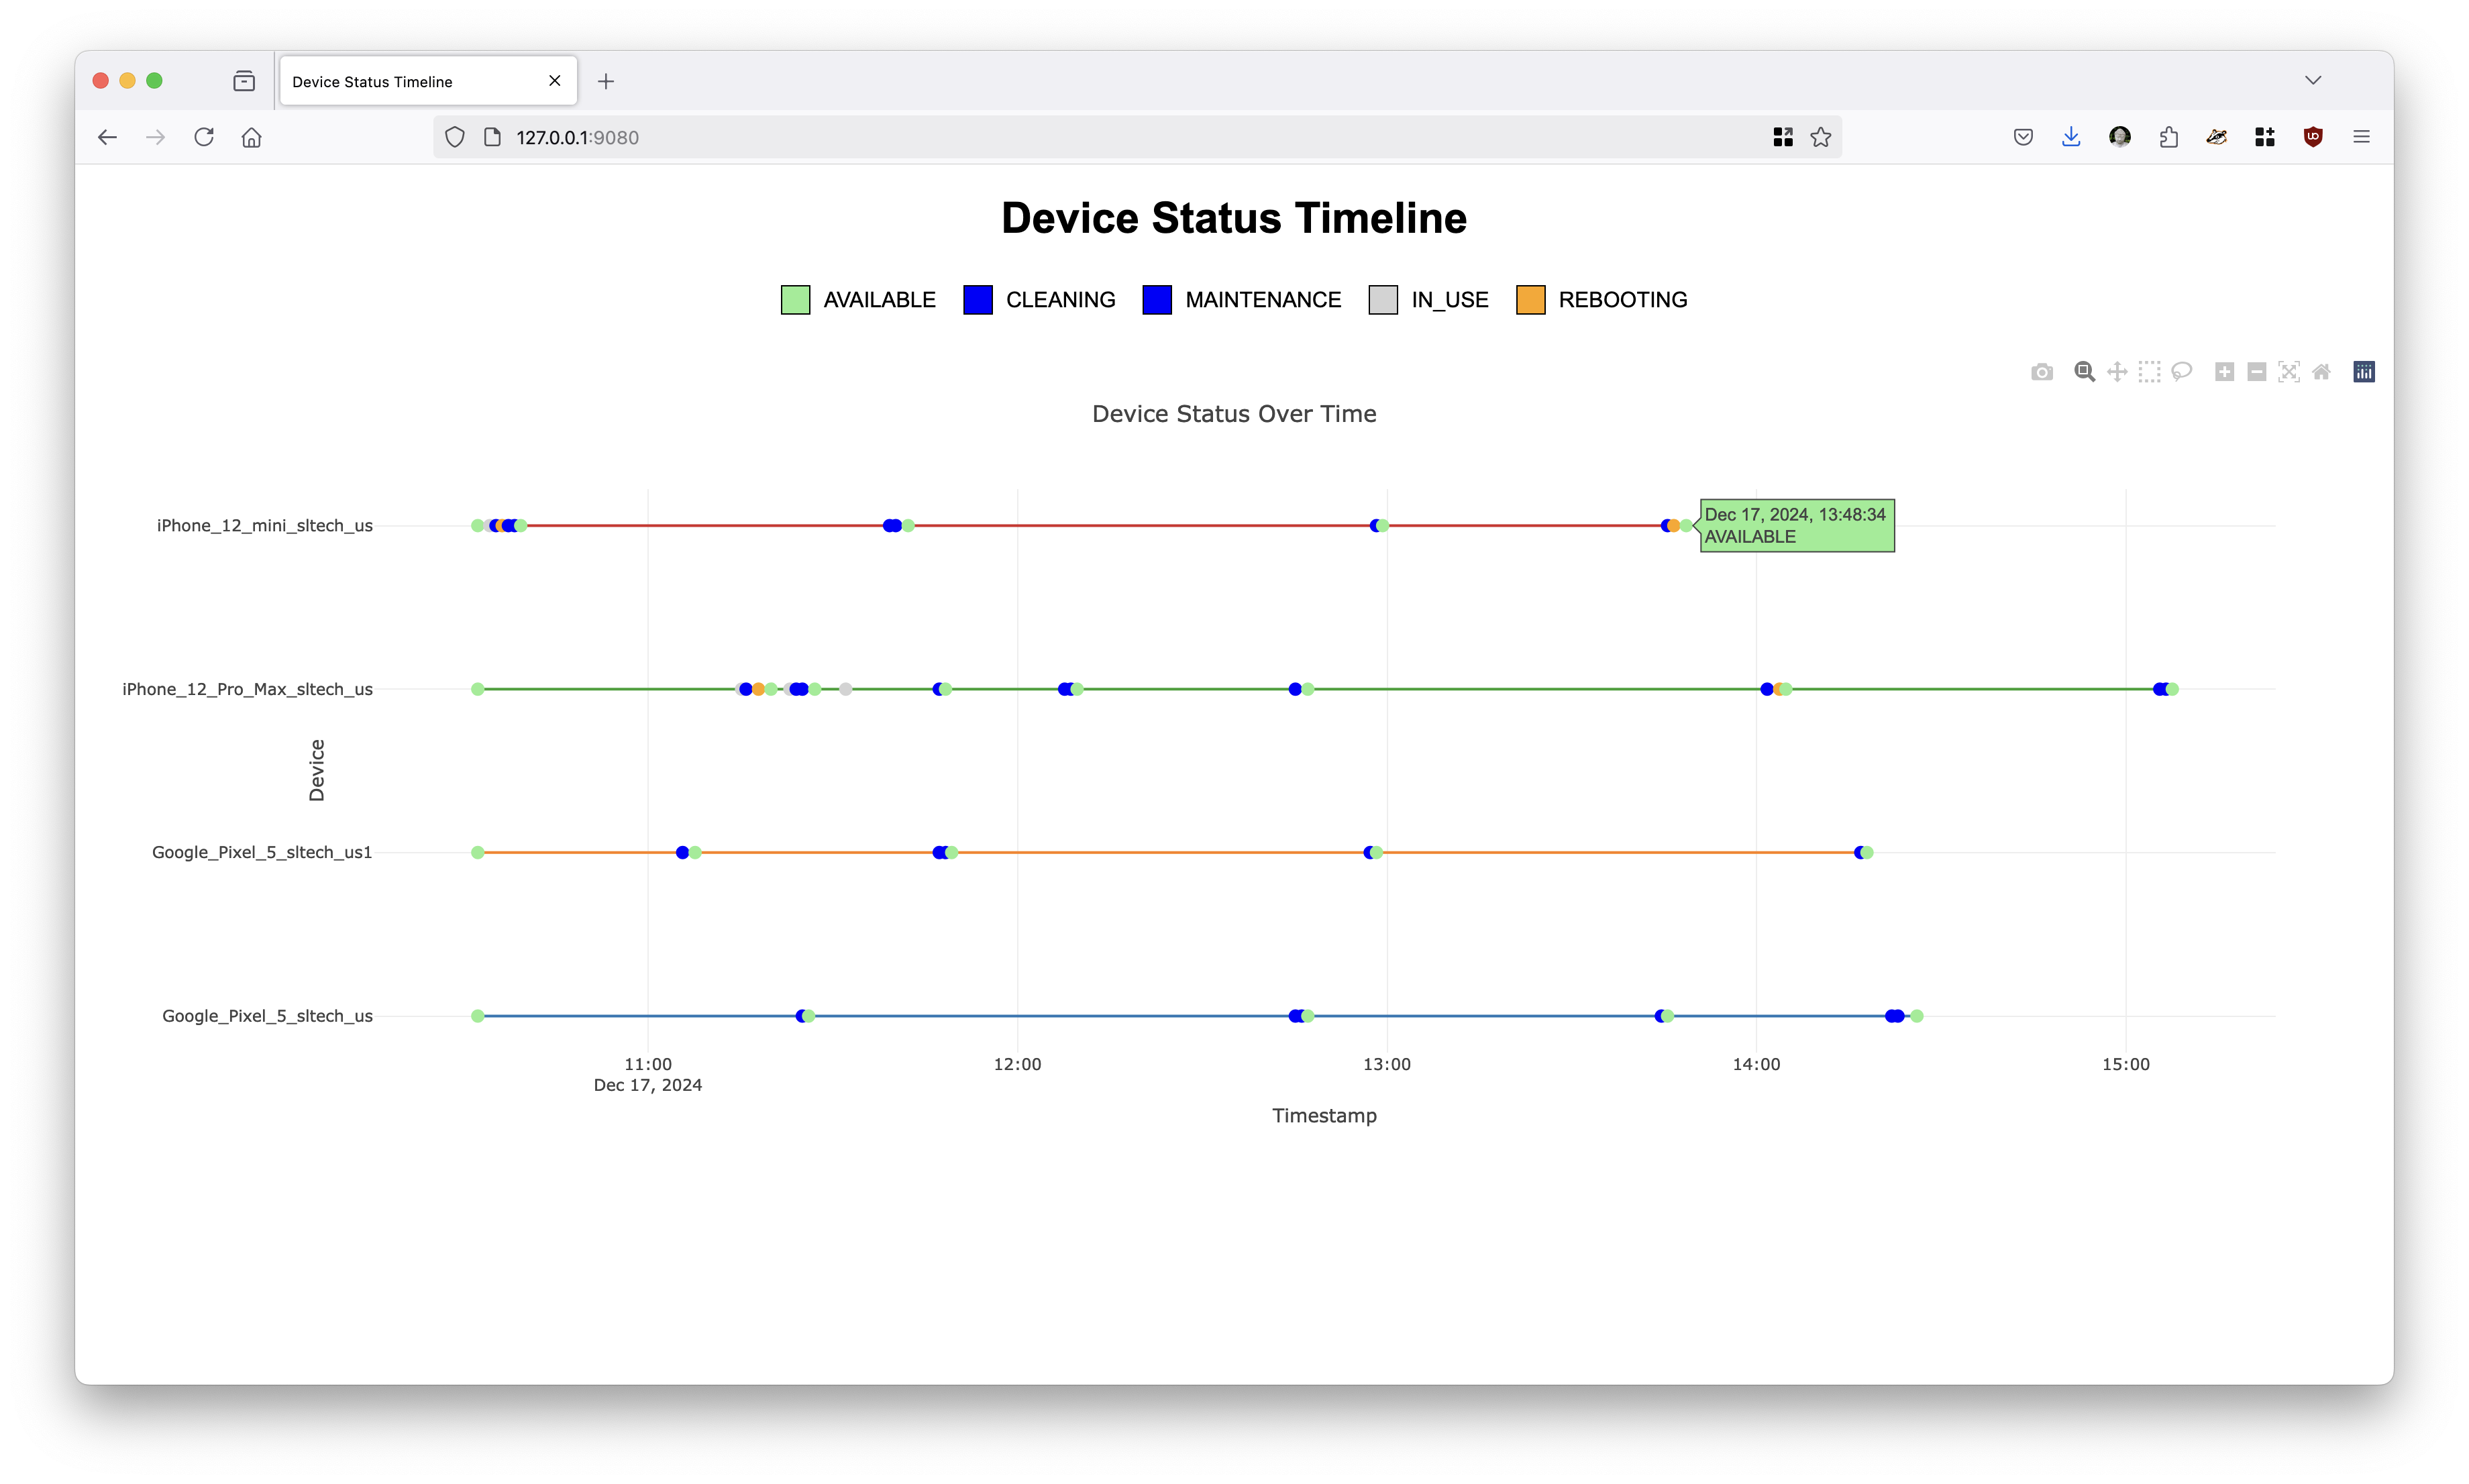 Device Status Timeline
127.0.0.1:9080
Device Status Timeline
AVAILABLE CLEANING MAINTENANCE IN_USE REBOOTING
Device Status Over Time
iPhone_12_mini_sltech_us
Dec 17, 2024, 13:48:34
AVAILABLE
iPhone_12_Pro_Max_sltech_us
Device
Google_Pixel_5_sltech_us1
Google_Pixel_5_sltech_us
11:00 12:00 13:00 14:00 15:00
Dec 17, 2024
Timestamp